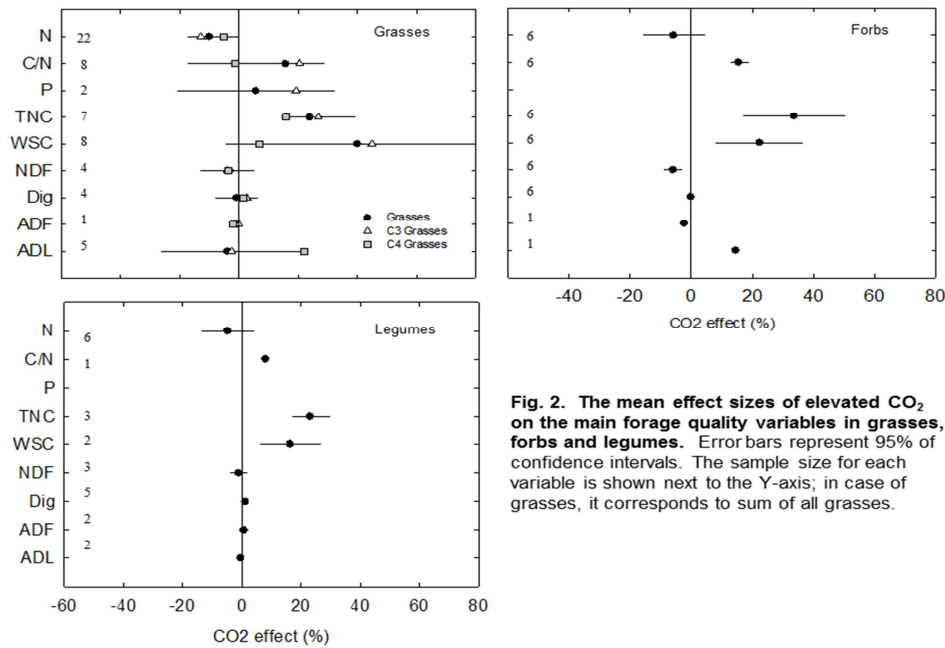 Grasses
N 22
C/N 8
P 2
TNC 7
WSC 8
NDF 4
Dig 4
ADF 1
ADL 5
Grasses
C3 Grasses
C4 Grasses
Forbs
6
6
6
6
6
6
1
1
-40 -20 0 20 40 60 80
CO2 effect (%)
Legumes
N 6
C/N 1
P
TNC 3
WSC 2
NDF 3
Dig 5
ADF 2
ADL 2
-60 -40 -20 0 20 40 60 80
CO2 effect (%)
Fig. 2. The mean effect sizes of elevated CO₂
on the main forage quality variables in grasses,
forbs and legumes. Error bars represent 95% of
confidence intervals. The sample size for each
variable is shown next to the Y-axis; in case of
grasses, it corresponds to sum of all grasses.